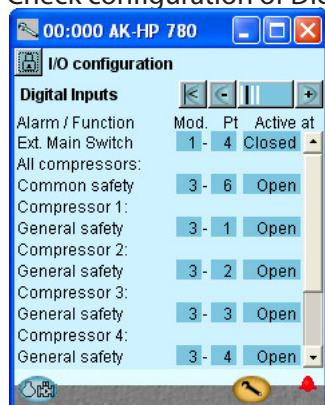 Check configuration of Di
00:000 AK-HP 780
I/O configuration
Digital Inputs
Alarm / Function Mod. Pt Active at
Ext. Main Switch 1 - 4 Closed
All compressors:
Common safety 3 - 6 Open
Compressor 1:
General safety 3 - 1 Open
Compressor 2:
General safety 3 - 2 Open
Compressor 3:
General safety 3 - 3 Open
Compressor 4:
General safety 3 - 4 Open